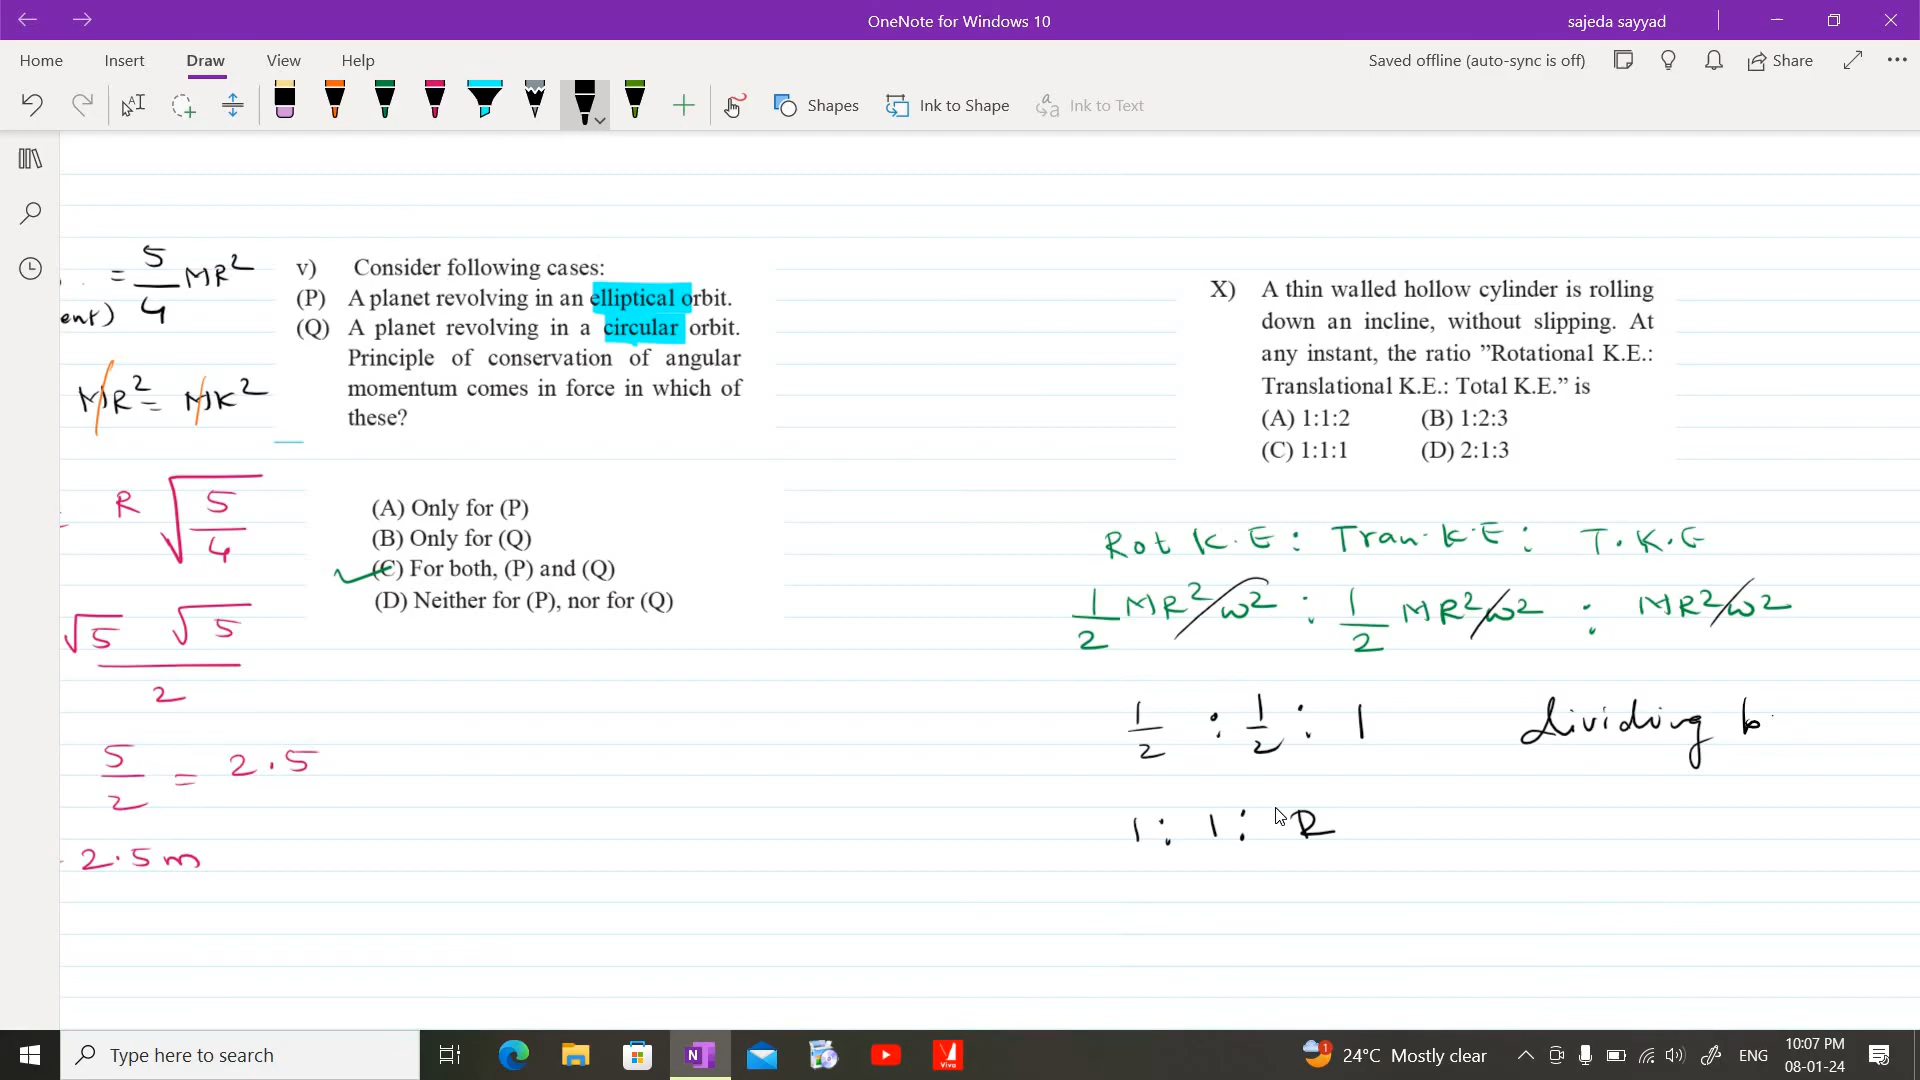 OneNote for Windows 10
sajeda sayyad
Home Insert Draw View Help
Saved offline (auto-sync is off) Share
Shapes Ink to Shape Ink to Text
= 5/4 MR²
ent)
MR² = MK²
R √5/4
√5 √5
2
5/2 = 2.5
2.5 m
v) Consider following cases:
(P) A planet revolving in an elliptical orbit.
(Q) A planet revolving in a circular orbit.
Principle of conservation of angular
momentum comes in force in which of
these?
(A) Only for (P)
(B) Only for (Q)
(C) For both, (P) and (Q)
(D) Neither for (P), nor for (Q)
X) A thin walled hollow cylinder is rolling
down an incline, without slipping. At
any instant, the ratio ”Rotational K.E.:
Translational K.E.: Total K.E.” is
(A) 1:1:2 (B) 1:2:3
(C) 1:1:1 (D) 2:1:3
Rot K.E : Tran.K.E : T.K.E
1/2 MR²ω² : 1/2 MR²ω² : MR²ω²
1/2 : 1/2 : 1 dividing b
1 : 1 : 2
Type here to search
24°C Mostly clear
ENG
10:07 PM
08-01-24